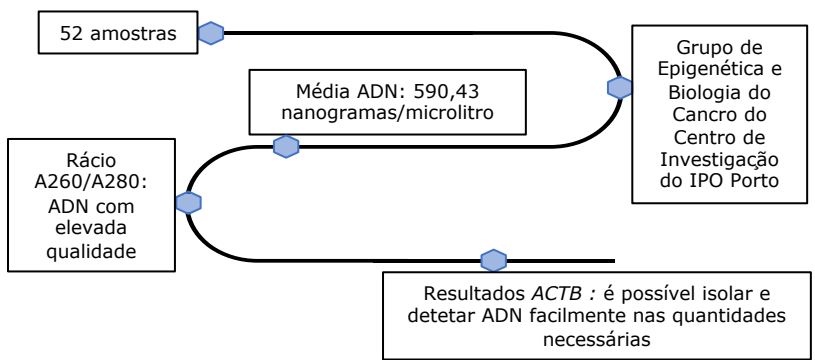 52 amostras
Grupo de
Epigenética e
Biologia do
Cancro do
Centro de
Investigação
do IPO Porto
Média ADN: 590,43
nanogramas/microlitro
Rácio
A260/A280:
ADN com
elevada
qualidade
Resultados ACTB : é possível isolar e
detetar ADN facilmente nas quantidades
necessárias